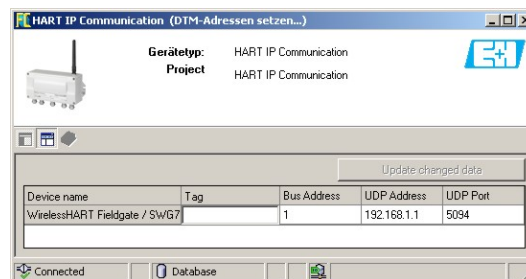 HART IP Communication (DTM-Adressen setzen...)
Gerätetyp: HART IP Communication
Project HART IP Communication
E+H
Update changed data
Device name Tag Bus Address UDP Address UDP Port
WirelessHART Fieldgate / SWG7 1 192.168.1.1 5094
Connected Database